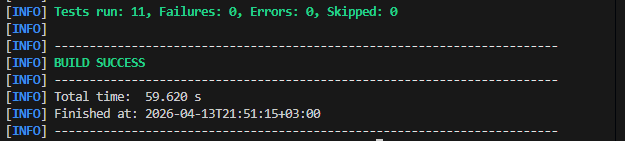 [INFO] Tests run: 11, Failures: 0, Errors: 0, Skipped: 0
[INFO]
[INFO] ------------------------------------------------------------------------
[INFO] BUILD SUCCESS
[INFO] ------------------------------------------------------------------------
[INFO] Total time:  59.620 s
[INFO] Finished at: 2026-04-13T21:51:15+03:00
[INFO] ------------------------------------------------------------------------